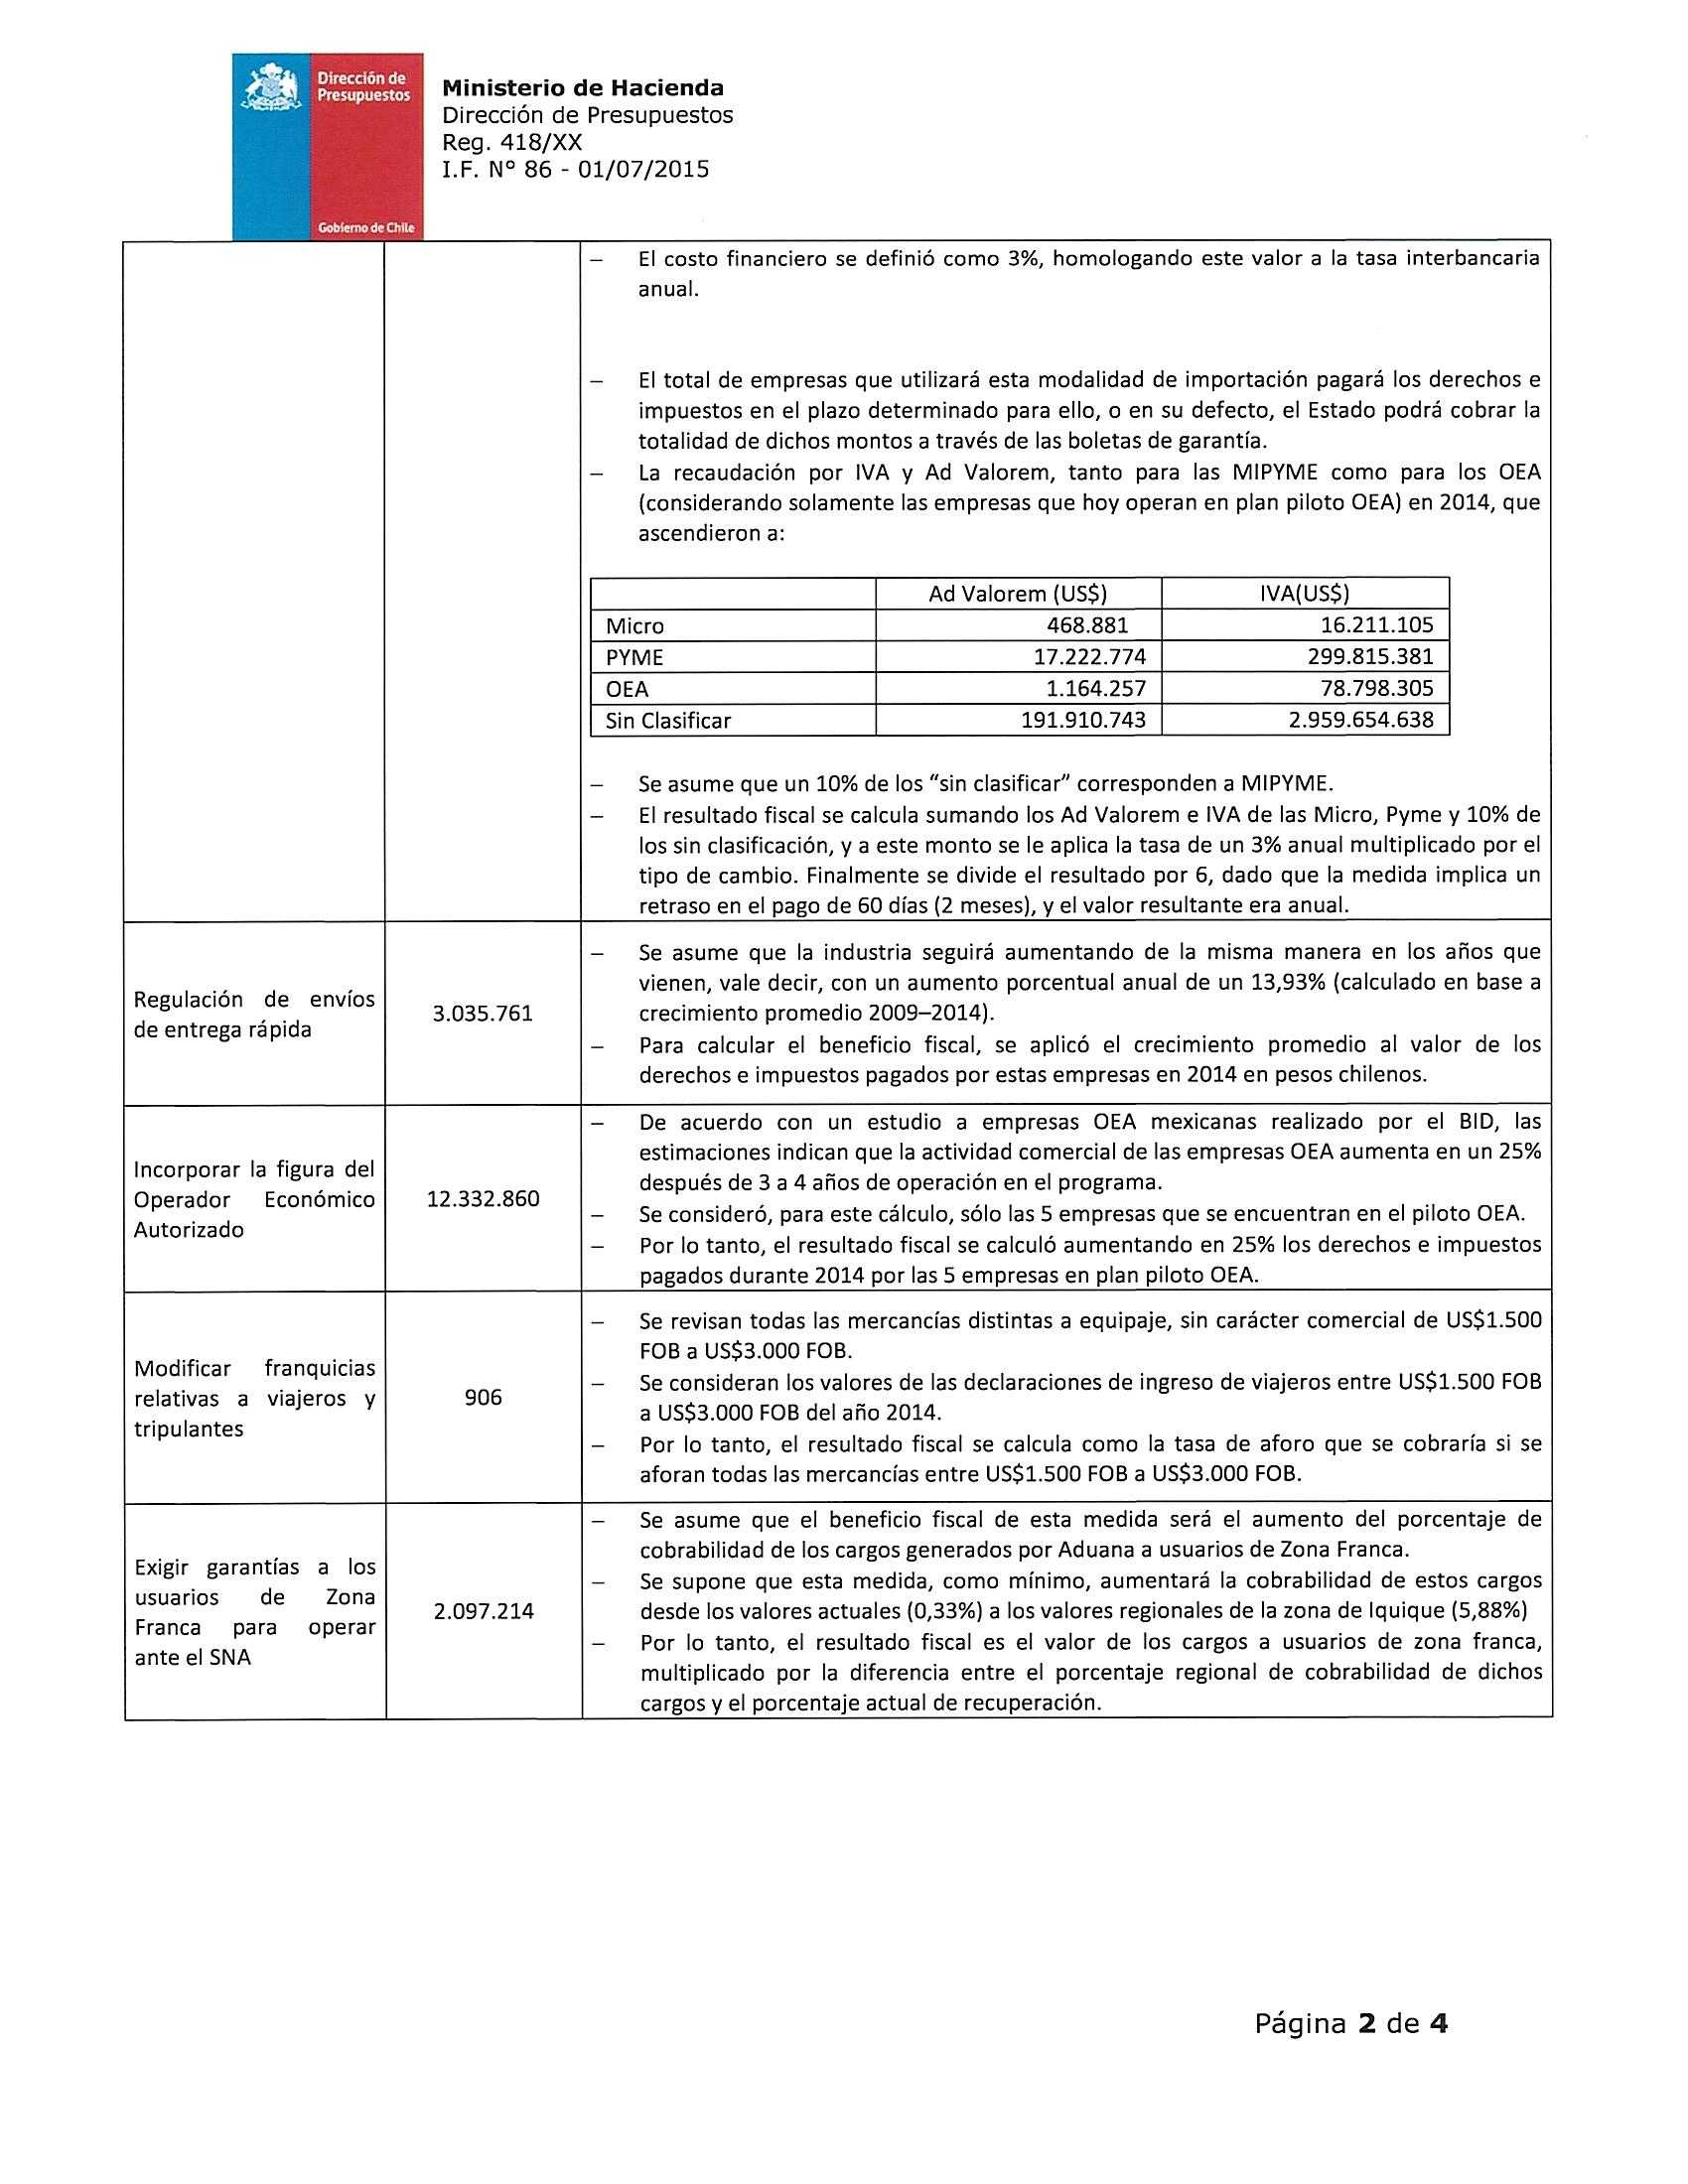 Dirección de
Presupuestos
Gobierno de Chile
Ministerio de Hacienda
Dirección de Presupuestos
Reg. 418/XX
I.F. N° 86 - 01/07/2015
– El costo financiero se definió como 3%, homologando este valor a la tasa interbancaria
anual.
– El total de empresas que utilizará esta modalidad de importación pagará los derechos e
impuestos en el plazo determinado para ello, o en su defecto, el Estado podrá cobrar la
totalidad de dichos montos a través de las boletas de garantía.
– La recaudación por IVA y Ad Valorem, tanto para las MIPYME como para los OEA
(considerando solamente las empresas que hoy operan en plan piloto OEA) en 2014, que
ascendieron a:
Ad Valorem (US$) IVA(US$)
Micro 468.881 16.211.105
PYME 17.222.774 299.815.381
OEA 1.164.257 78.798.305
Sin Clasificar 191.910.743 2.959.654.638
– Se asume que un 10% de los “sin clasificar” corresponden a MIPYME.
– El resultado fiscal se calcula sumando los Ad Valorem e IVA de las Micro, Pyme y 10% de
los sin clasificación, y a este monto se le aplica la tasa de un 3% anual multiplicado por el
tipo de cambio. Finalmente se divide el resultado por 6, dado que la medida implica un
retraso en el pago de 60 días (2 meses), y el valor resultante era anual.
Regulación de envíos
de entrega rápida
3.035.761
– Se asume que la industria seguirá aumentando de la misma manera en los años que
vienen, vale decir, con un aumento porcentual anual de un 13,93% (calculado en base a
crecimiento promedio 2009–2014).
– Para calcular el beneficio fiscal, se aplicó el crecimiento promedio al valor de los
derechos e impuestos pagados por estas empresas en 2014 en pesos chilenos.
Incorporar la figura del
Operador Económico
Autorizado
12.332.860
– De acuerdo con un estudio a empresas OEA mexicanas realizado por el BID, las
estimaciones indican que la actividad comercial de las empresas OEA aumenta en un 25%
después de 3 a 4 años de operación en el programa.
– Se consideró, para este cálculo, sólo las 5 empresas que se encuentran en el piloto OEA.
– Por lo tanto, el resultado fiscal se calculó aumentando en 25% los derechos e impuestos
pagados durante 2014 por las 5 empresas en plan piloto OEA.
Modificar franquicias
relativas a viajeros y
tripulantes
906
– Se revisan todas las mercancías distintas a equipaje, sin carácter comercial de US$1.500
FOB a US$3.000 FOB.
– Se consideran los valores de las declaraciones de ingreso de viajeros entre US$1.500 FOB
a US$3.000 FOB del año 2014.
– Por lo tanto, el resultado fiscal se calcula como la tasa de aforo que se cobraría si se
aforan todas las mercancías entre US$1.500 FOB a US$3.000 FOB.
Exigir garantías a los
usuarios de Zona
Franca para operar
ante el SNA
2.097.214
– Se asume que el beneficio fiscal de esta medida será el aumento del porcentaje de
cobrabilidad de los cargos generados por Aduana a usuarios de Zona Franca.
– Se supone que esta medida, como mínimo, aumentará la cobrabilidad de estos cargos
desde los valores actuales (0,33%) a los valores regionales de la zona de Iquique (5,88%)
– Por lo tanto, el resultado fiscal es el valor de los cargos a usuarios de zona franca,
multiplicado por la diferencia entre el porcentaje regional de cobrabilidad de dichos
cargos y el porcentaje actual de recuperación.
Página 2 de 4